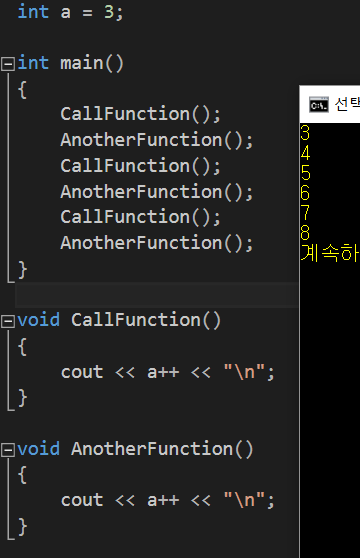 int a = 3;
int main()
{
    CallFunction();
    AnotherFunction();
    CallFunction();
    AnotherFunction();
    CallFunction();
    AnotherFunction();
}
void CallFunction()
{
    cout << a++ << "\n";
}
void AnotherFunction()
{
    cout << a++ << "\n";
}
선택
3
4
5
6
7
8
계속하